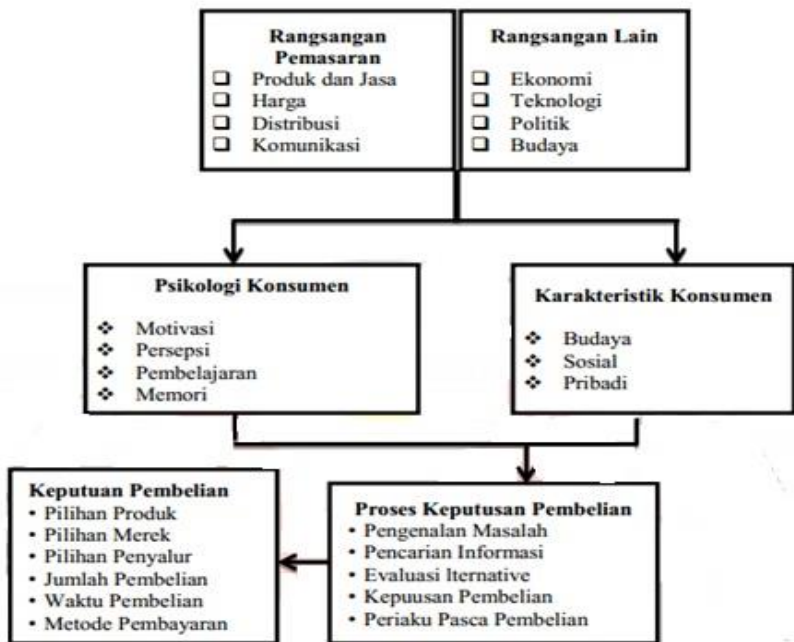 Rangsangan
Pemasaran
❑ Produk dan Jasa
❑ Harga
❑ Distribusi
❑ Komunikasi
Rangsangan Lain
❑ Ekonomi
❑ Teknologi
❑ Politik
❑ Budaya
Psikologi Konsumen
❖ Motivasi
❖ Persepsi
❖ Pembelajaran
❖ Memori
Karakteristik Konsumen
❖ Budaya
❖ Sosial
❖ Pribadi
Keputuan Pembelian
• Pilihan Produk
• Pilihan Merek
• Pilihan Penyalur
• Jumlah Pembelian
• Waktu Pembelian
• Metode Pembayaran
Proses Keputusan Pembelian
• Pengenalan Masalah
• Pencarian Informasi
• Evaluasi lternative
• Kepuusan Pembelian
• Periaku Pasca Pembelian